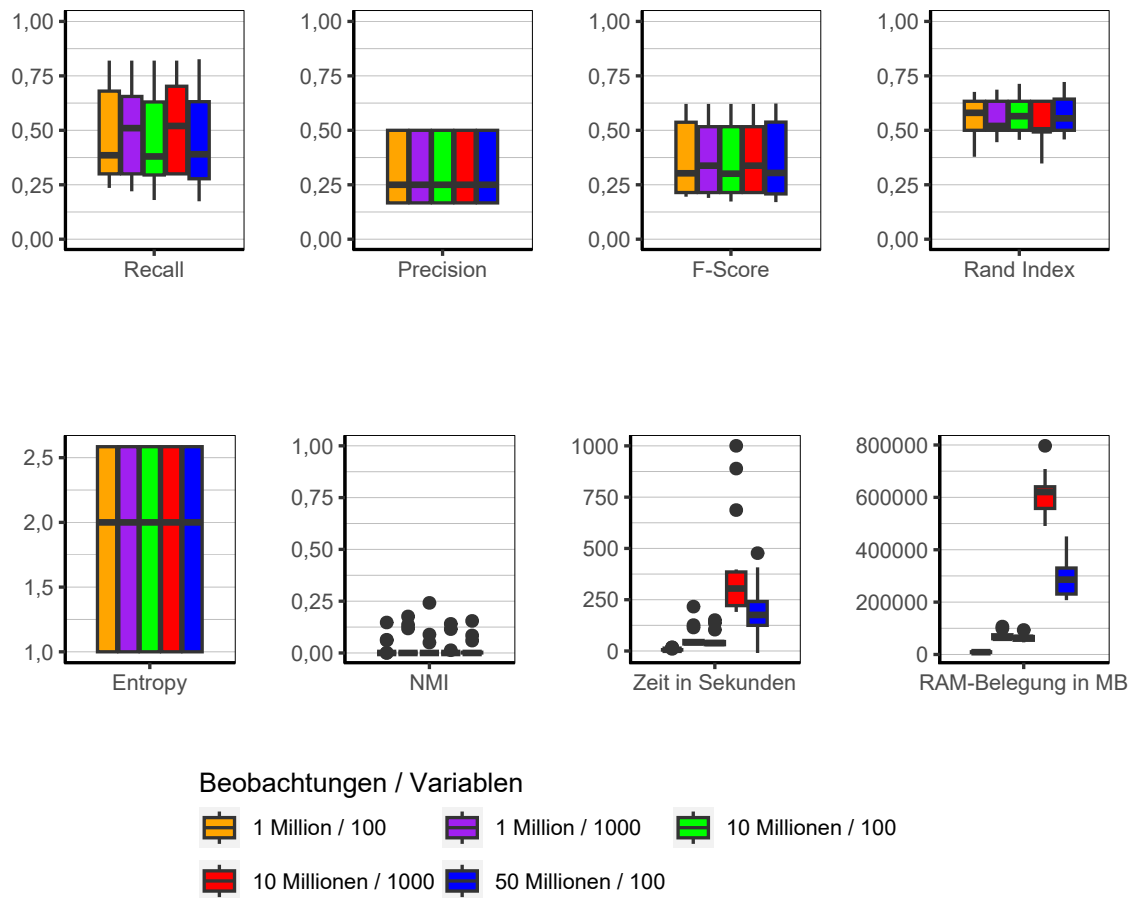 1,00 1,00 1,00 1,00
0,75 0,75 0,75 0,75
0,50 0,50 0,50 0,50
0,25 0,25 0,25 0,25
0,00 0,00 0,00 0,00
Recall Precision F-Score Rand Index
2,5 1,00 1000 800000
2,0 0,75 750 600000
1,5 0,50 500 400000
1,0 0,25 250 200000
0,00 0 0
Entropy NMI Zeit in Sekunden RAM-Belegung in MB
Beobachtungen / Variablen
1 Million / 100 1 Million / 1000 10 Millionen / 100
10 Millionen / 1000 50 Millionen / 100